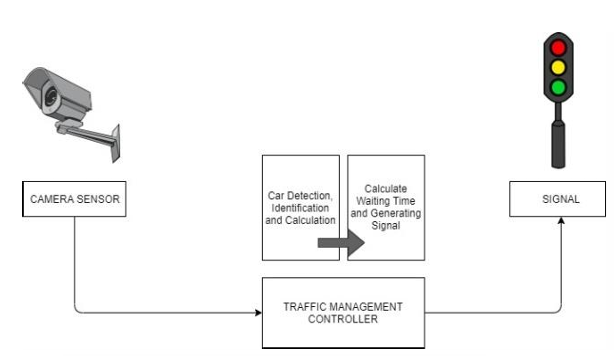 CAMERA SENSOR
Car Detection,
Identification
and Calculation
Calculate
Waiting Time
and Generating
Signal
SIGNAL
TRAFFIC MANAGEMENT
CONTROLLER